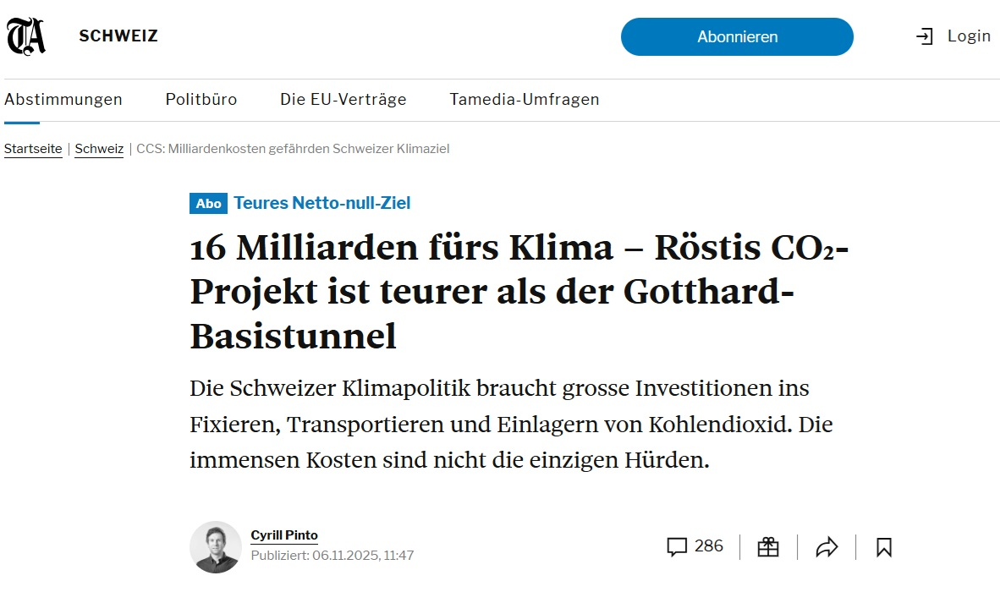 TA
SCHWEIZ
Abonnieren
Login
Abstimmungen
Politbüro
Die EU-Verträge
Tamedia-Umfragen
Startseite | Schweiz | CCS: Milliardenkosten gefährden Schweizer Klimaziel
Abo Teures Netto-null-Ziel
16 Milliarden fürs Klima – Röstis CO₂-
Projekt ist teurer als der Gotthard-
Basistunnel
Die Schweizer Klimapolitik braucht grosse Investitionen ins
Fixieren, Transportieren und Einlagern von Kohlendioxid. Die
immensen Kosten sind nicht die einzigen Hürden.
Cyrill Pinto
Publiziert: 06.11.2025, 11:47
286